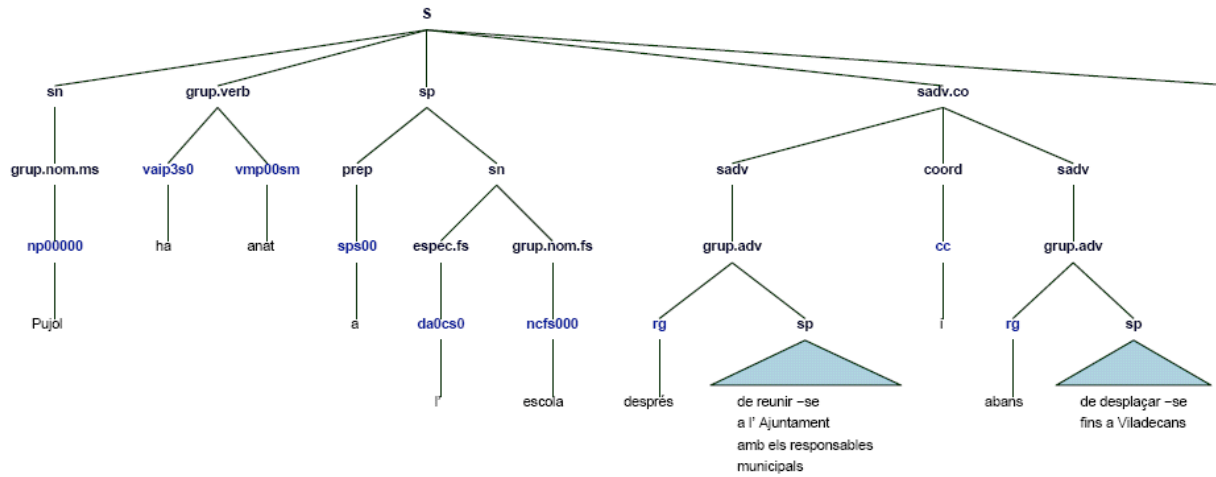 S
sn grup.verb sp sadv.co
grup.nom.ms vaip3s0 vmp00sm prep sn sadv coord sadv
np00000 ha anat sps00 espec.fs grup.nom.fs grup.adv cc grup.adv
Pujol a da0cs0 ncfs000 rg sp i rg sp
l' escola després de reunir –se abans de desplaçar –se
a l' Ajuntament fins a Viladecans
amb els responsables
municipals